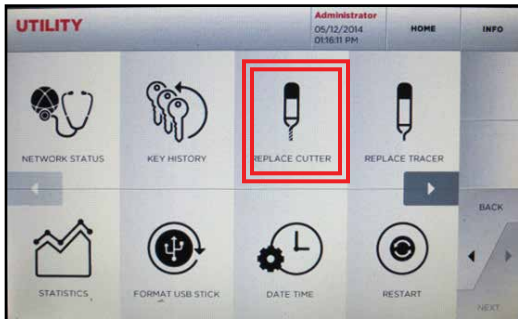 UTILITY
Administrator
05/12/2014
01:16:11 PM
HOME
INFO
NETWORK STATUS
KEY HISTORY
REPLACE CUTTER
REPLACE TRACER
BACK
STATISTICS
FORMAT USB STICK
DATE TIME
RESTART
NEXT